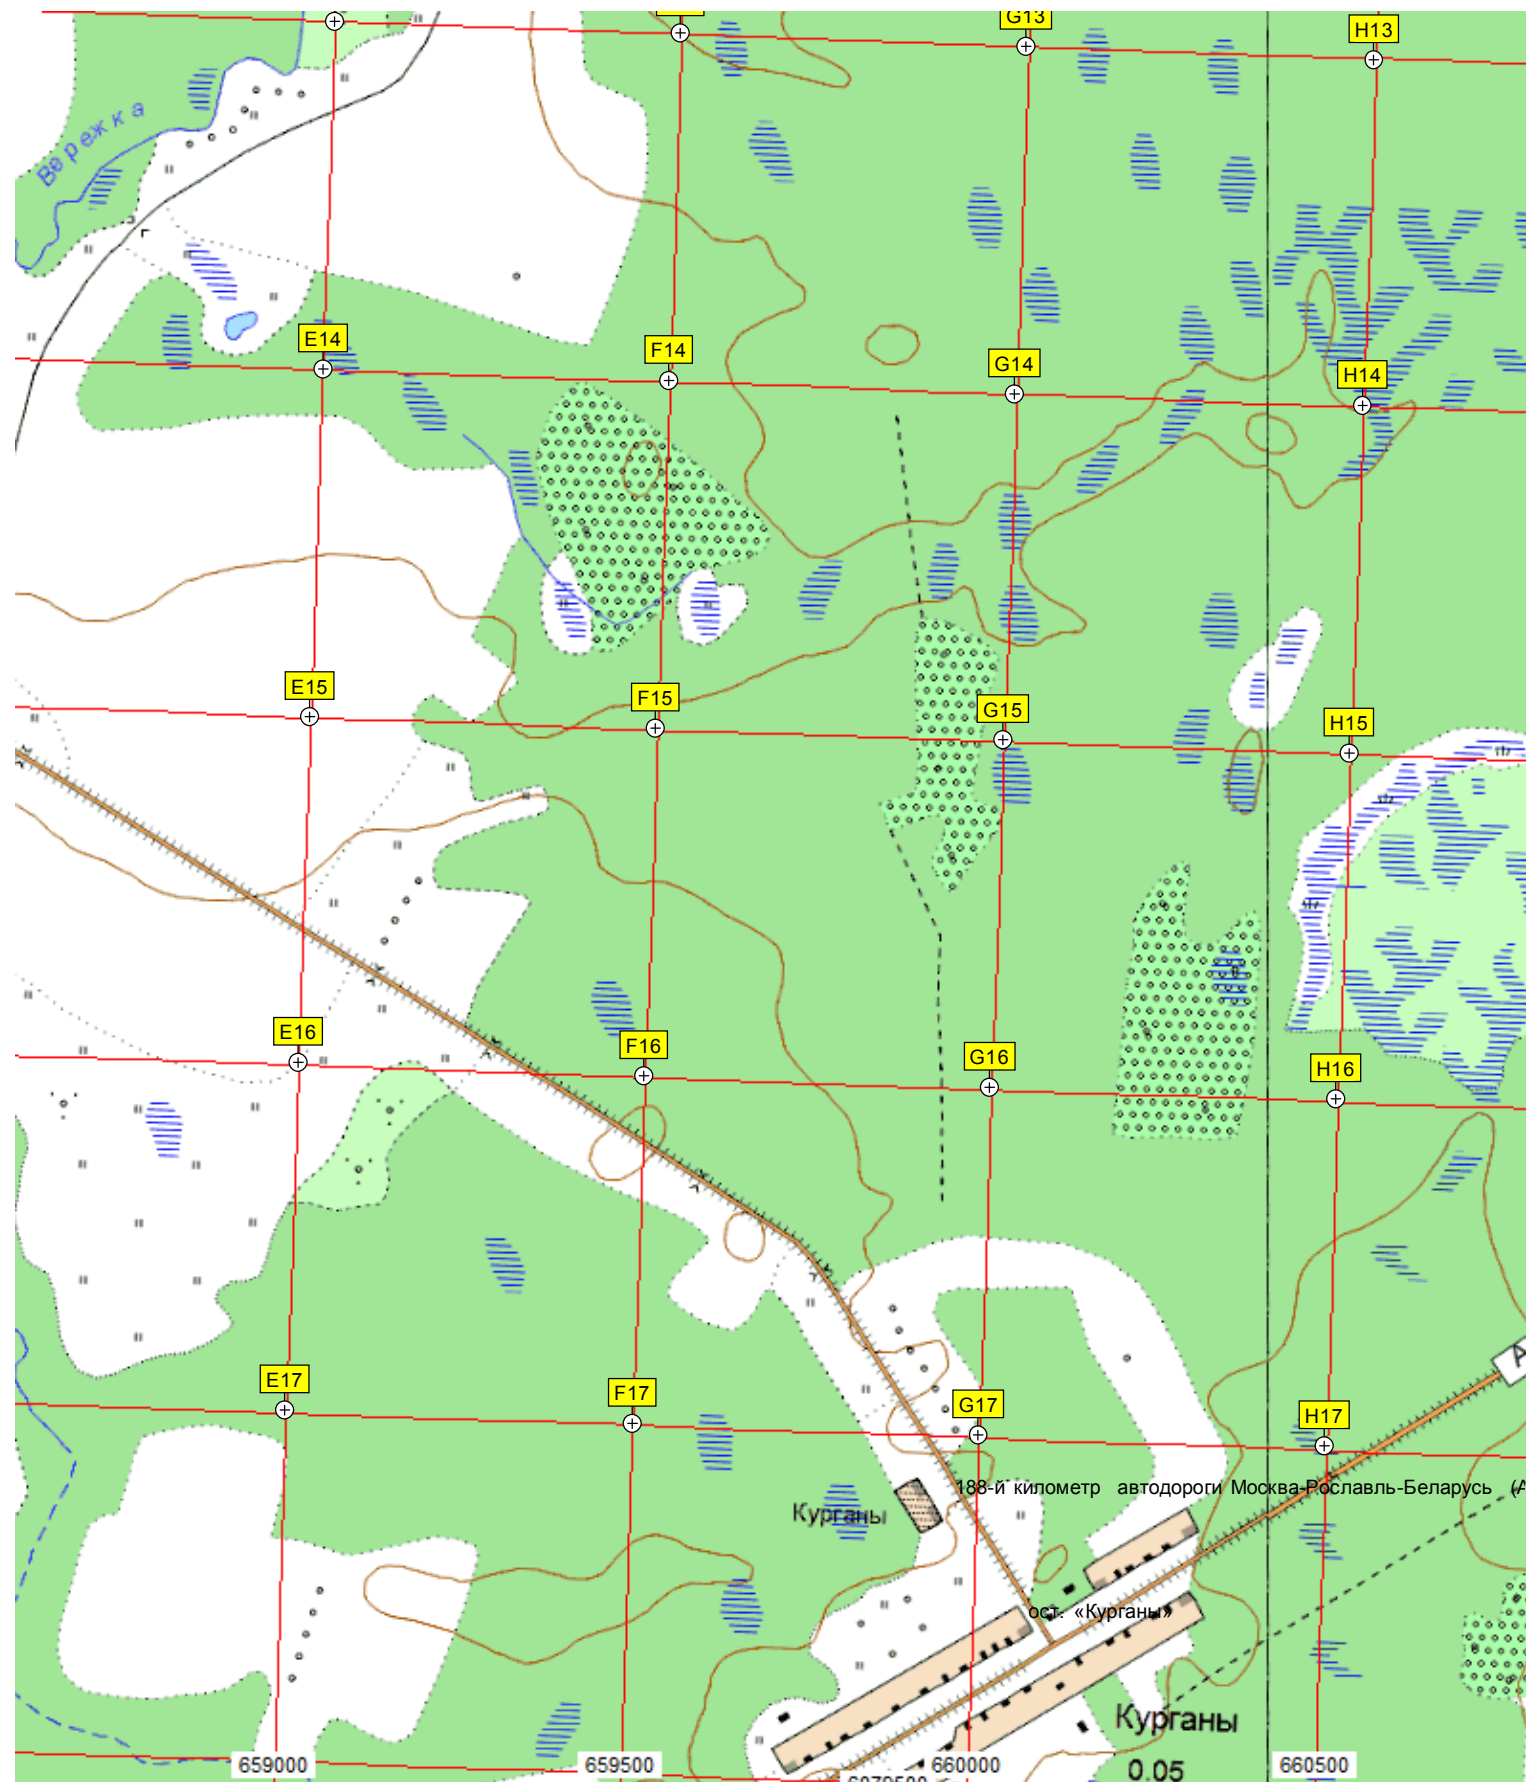 G13
H13
Вережка
E14
F14
G14
H14
E15
F15
G15
H15
E16
F16
G16
H16
E17
F17
G17
H17
188-й километр автодороги Москва-Рославль-Беларусь (А
Курганы
ост. «Курганы»
Курганы
659000
659500
660000
660500
0.05